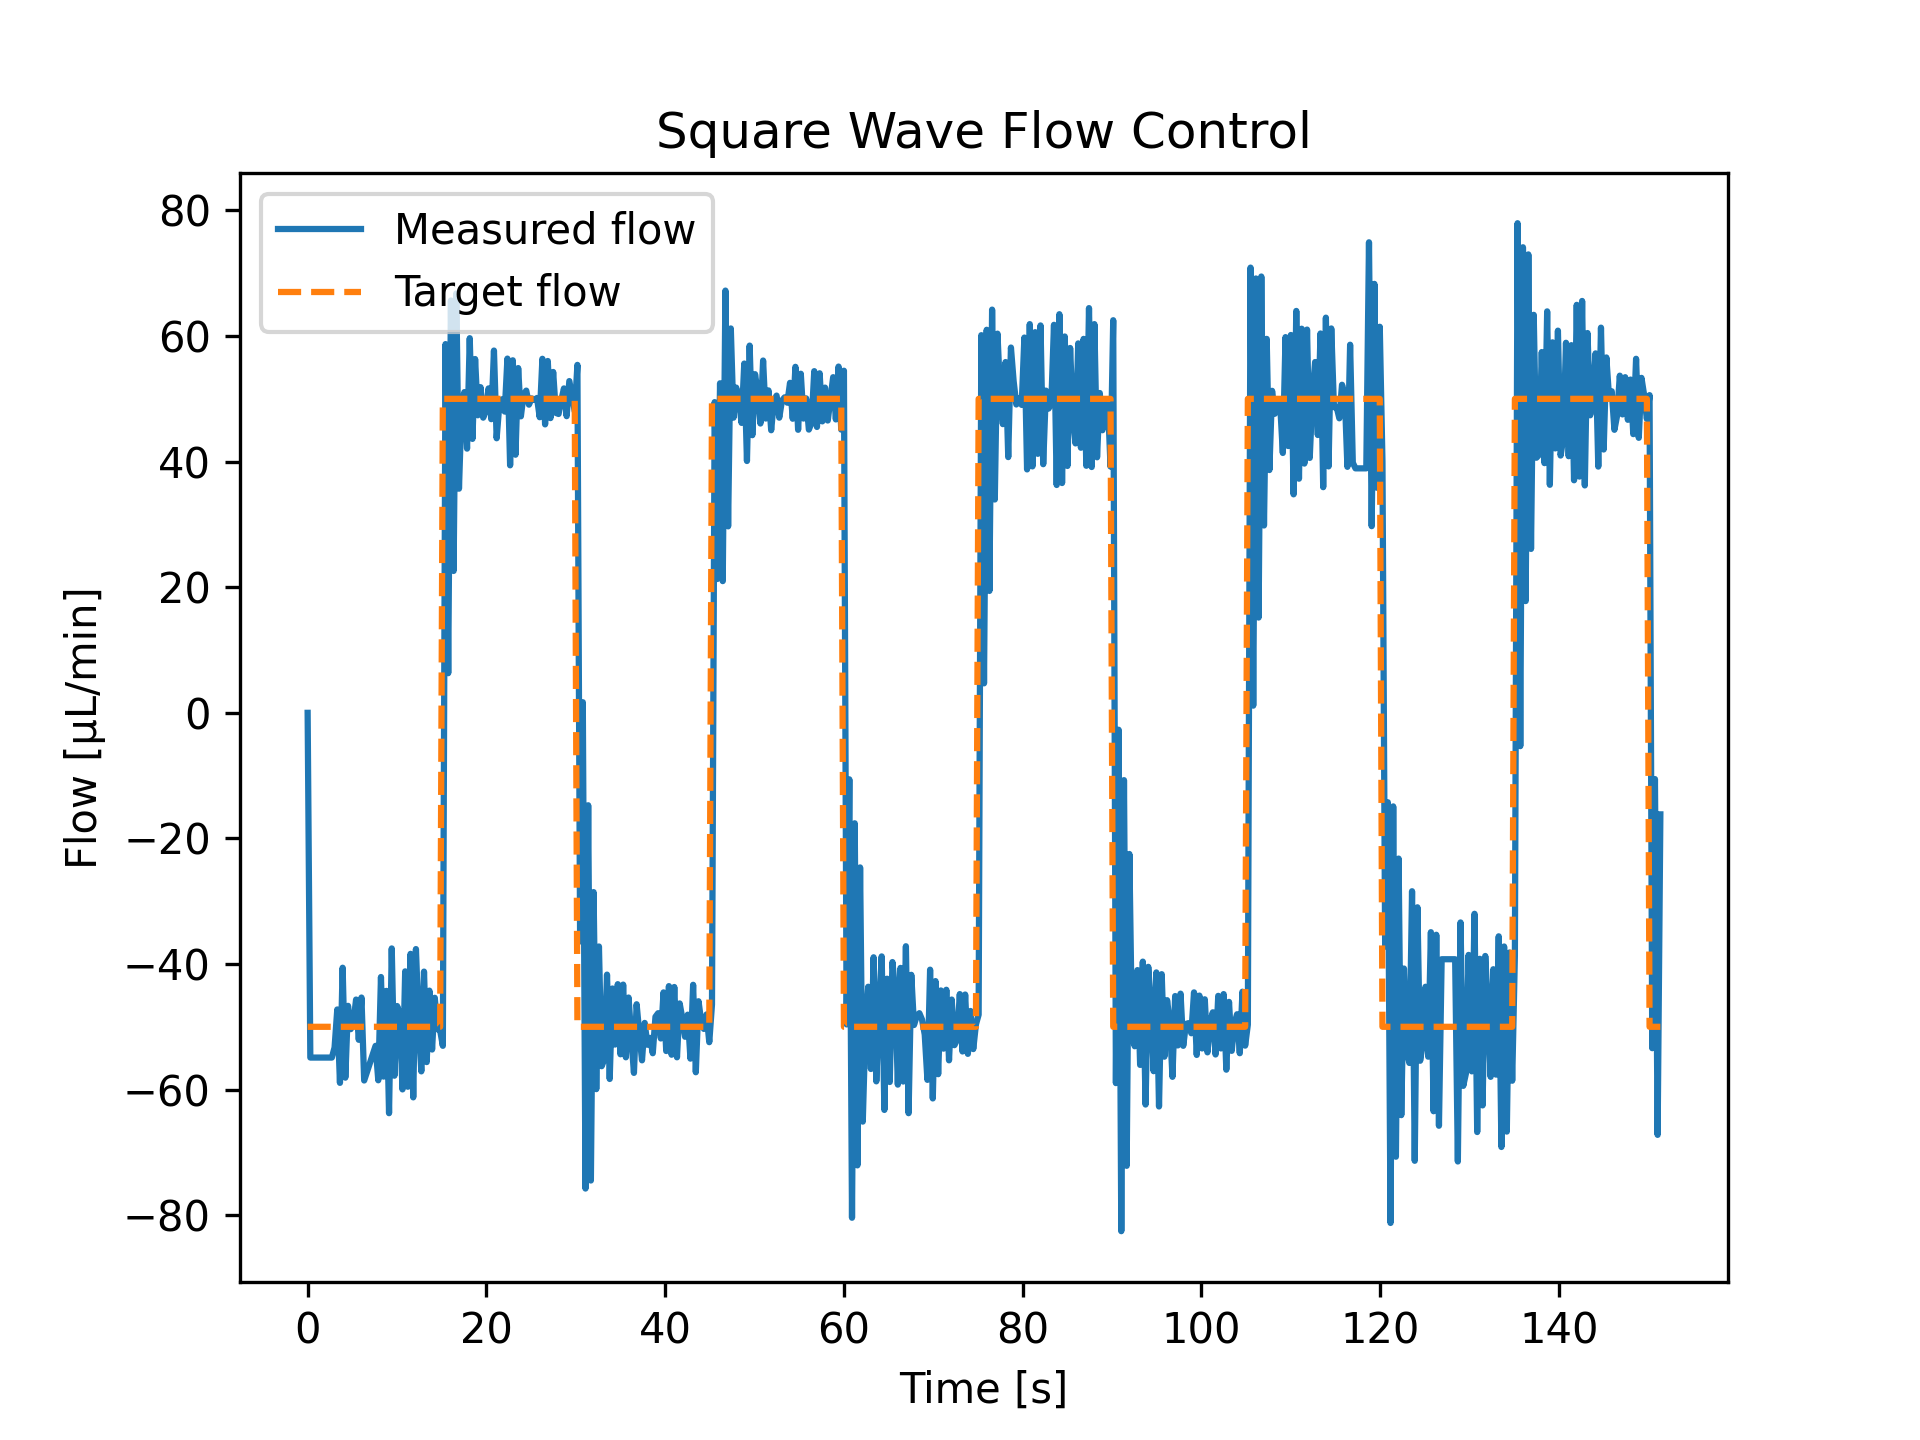 Square Wave Flow Control
Measured flow
Target flow
80
60
40
20
0
−20
−40
−60
−80
Flow [µL/min]
0 20 40 60 80 100 120 140
Time [s]